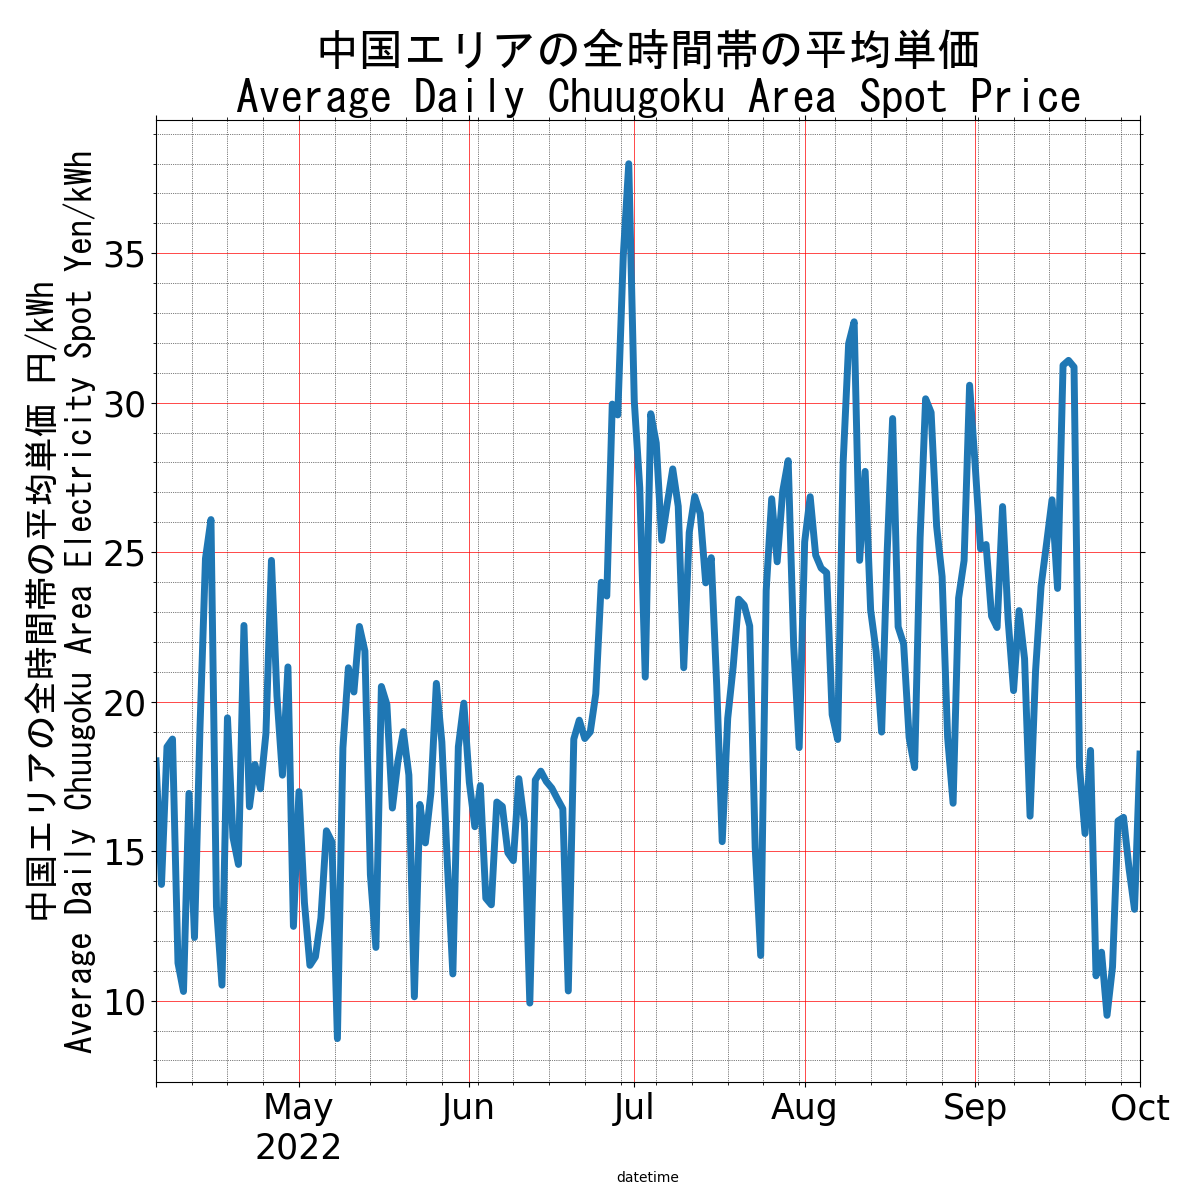 中国エリアの全時間帯の平均単価
Average Daily Chuugoku Area Spot Price
中国エリアの全時間帯の平均単価 円/kWh
Average Daily Chuugoku Area Electricity Spot Yen/kWh
35
30
25
20
15
10
May
2022
Jun
Jul
Aug
Sep
Oct
datetime